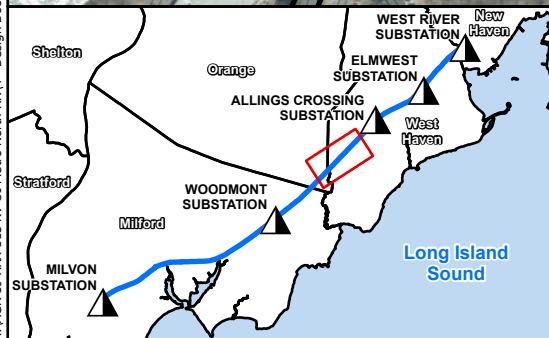 WEST RIVER
SUBSTATION
New
Haven
Shelton
Orange
ELMWEST
SUBSTATION
ALLINGS CROSSING
SUBSTATION
West
Haven
Stratford
WOODMONT
SUBSTATION
Milford
Long Island
Sound
MILVON
SUBSTATION